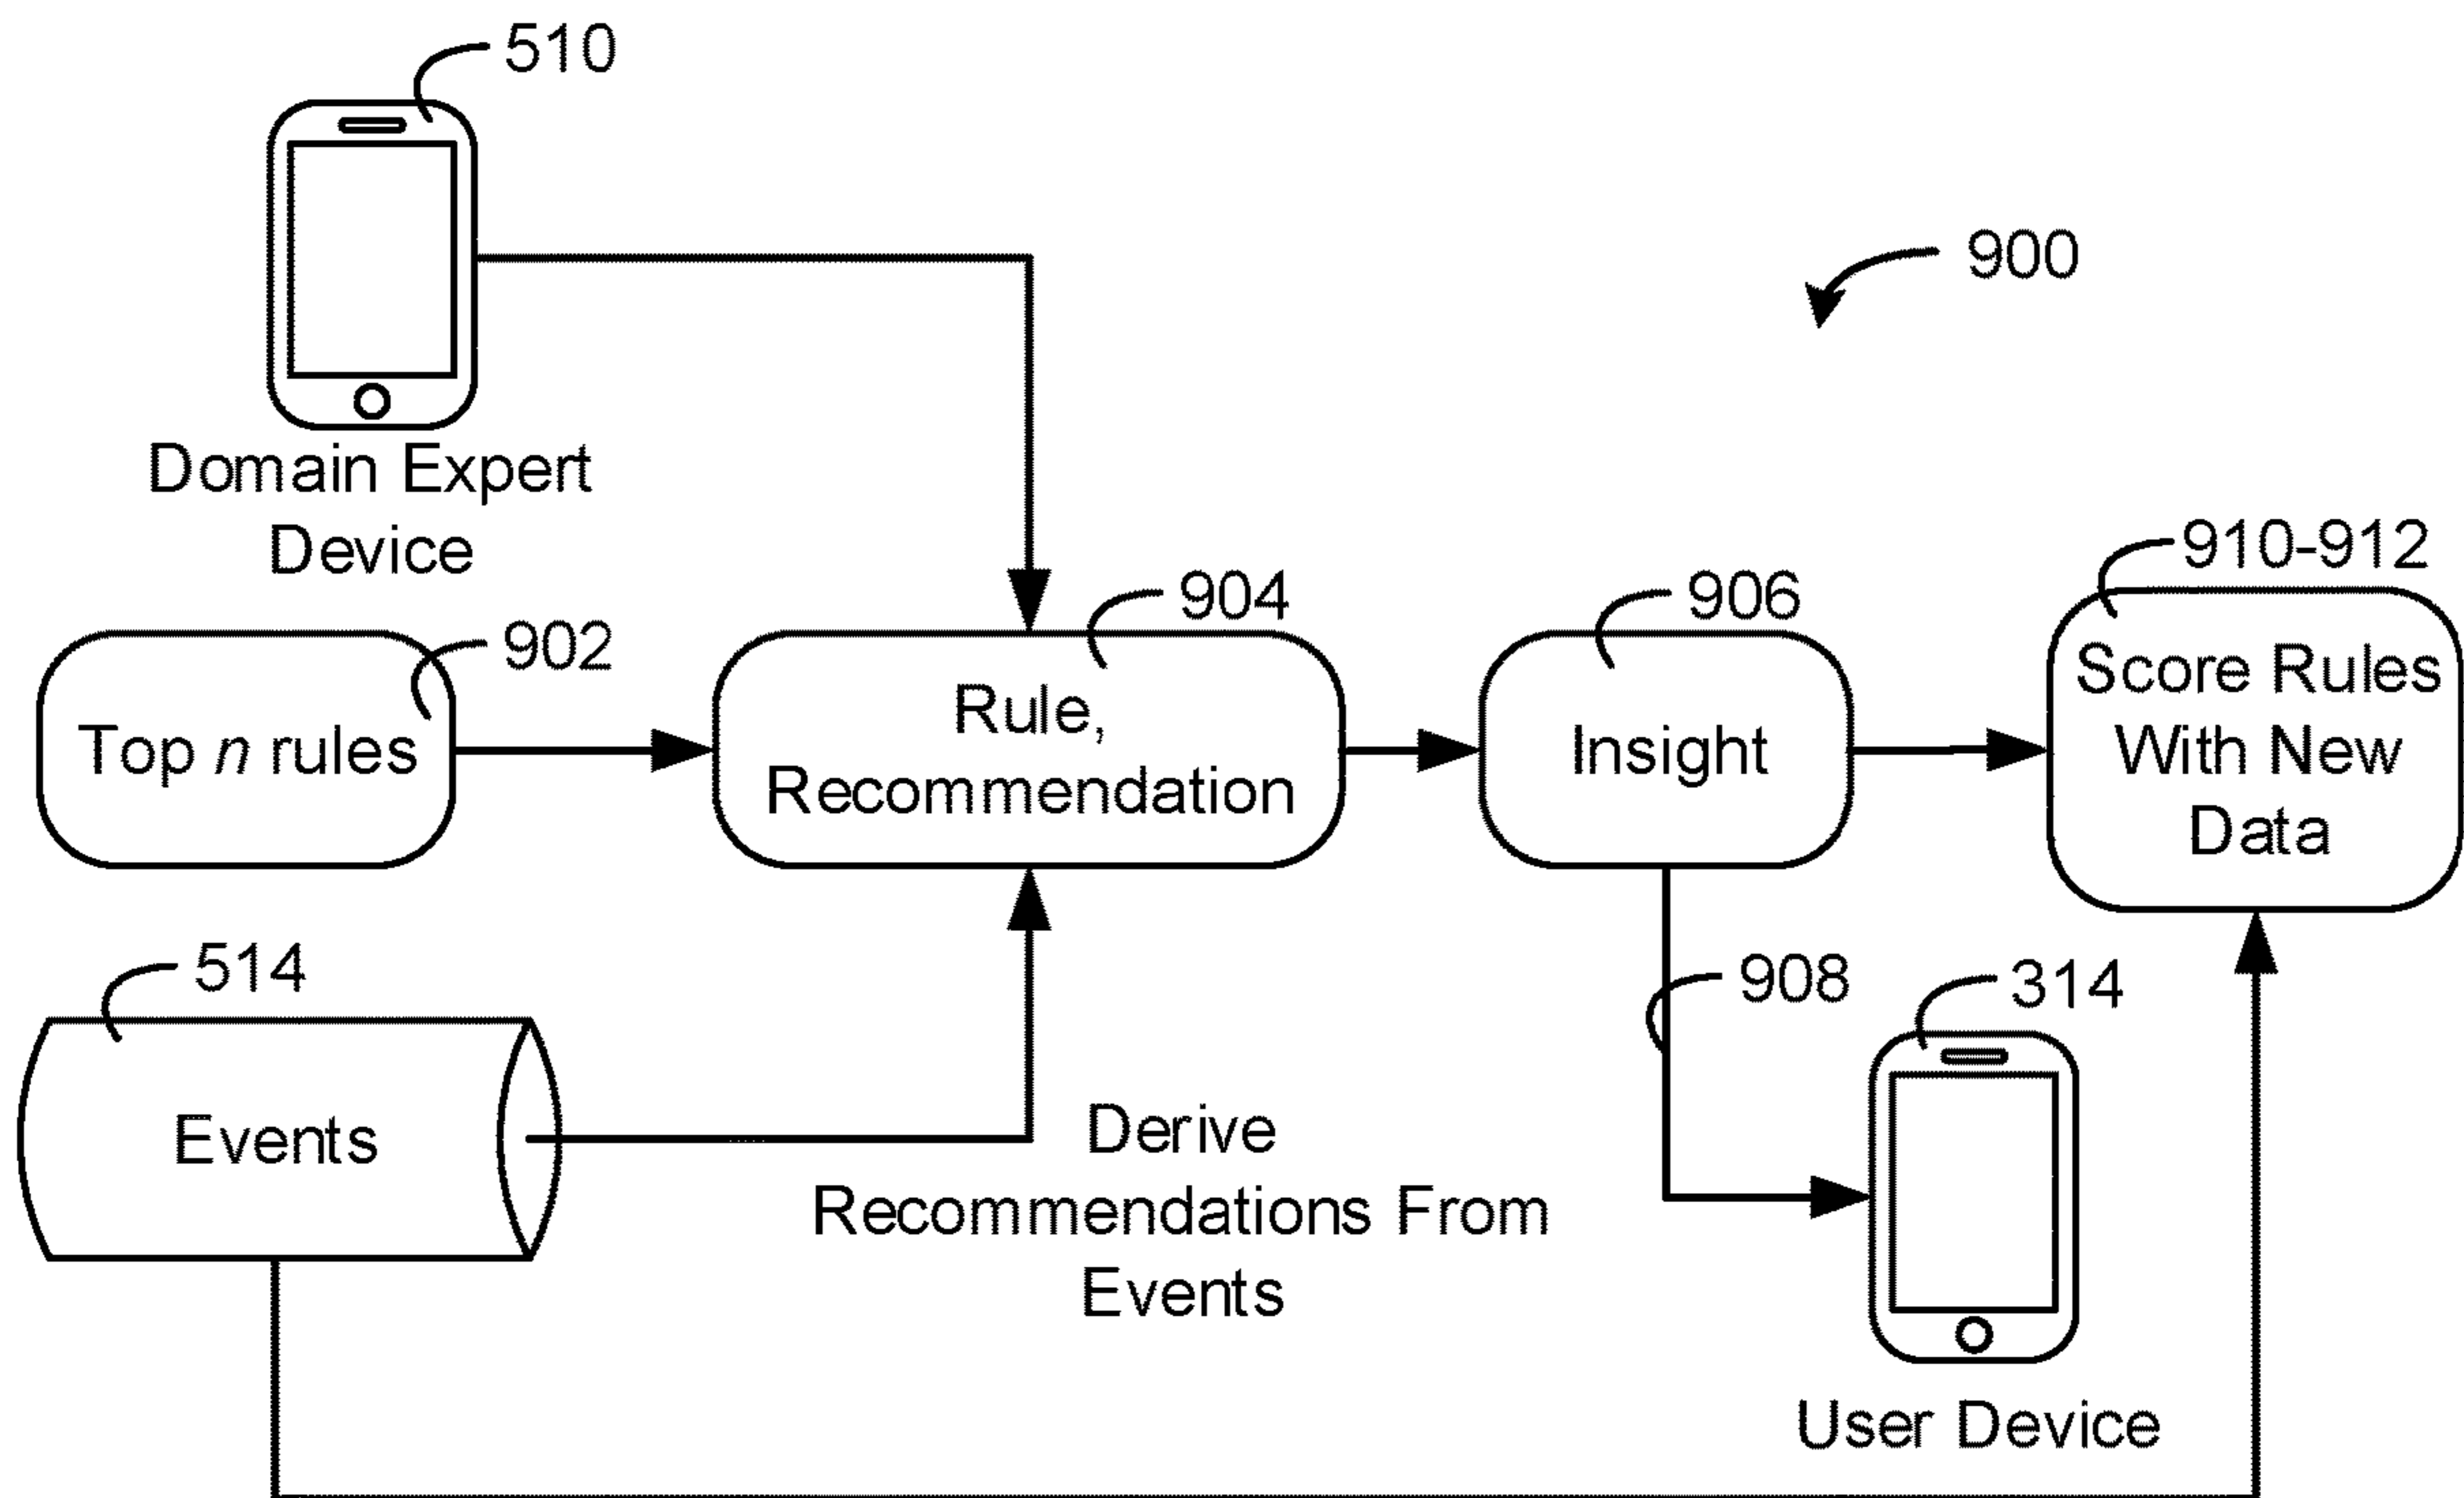 510
Domain Expert
Device
900
902
Top n rules
904
Rule,
Recommendation
906
Insight
910-912
Score Rules
With New
Data
514
Events
Derive
Recommendations From
Events
908
314
User Device